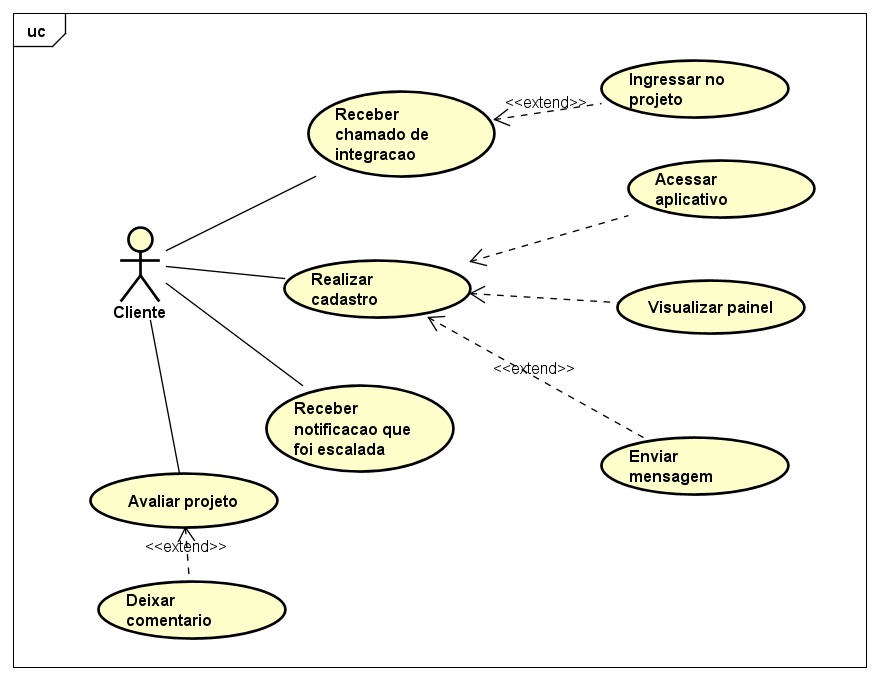 uc
Ingressar no
projeto
<<extend>>
Receber
chamado de
integracao
Acessar
aplicativo
Realizar
cadastro
Visualizar painel
Cliente
<<extend>>
Receber
notificacao que
foi escalada
Enviar
mensagem
Avaliar projeto
<<extend>>
Deixar
comentario